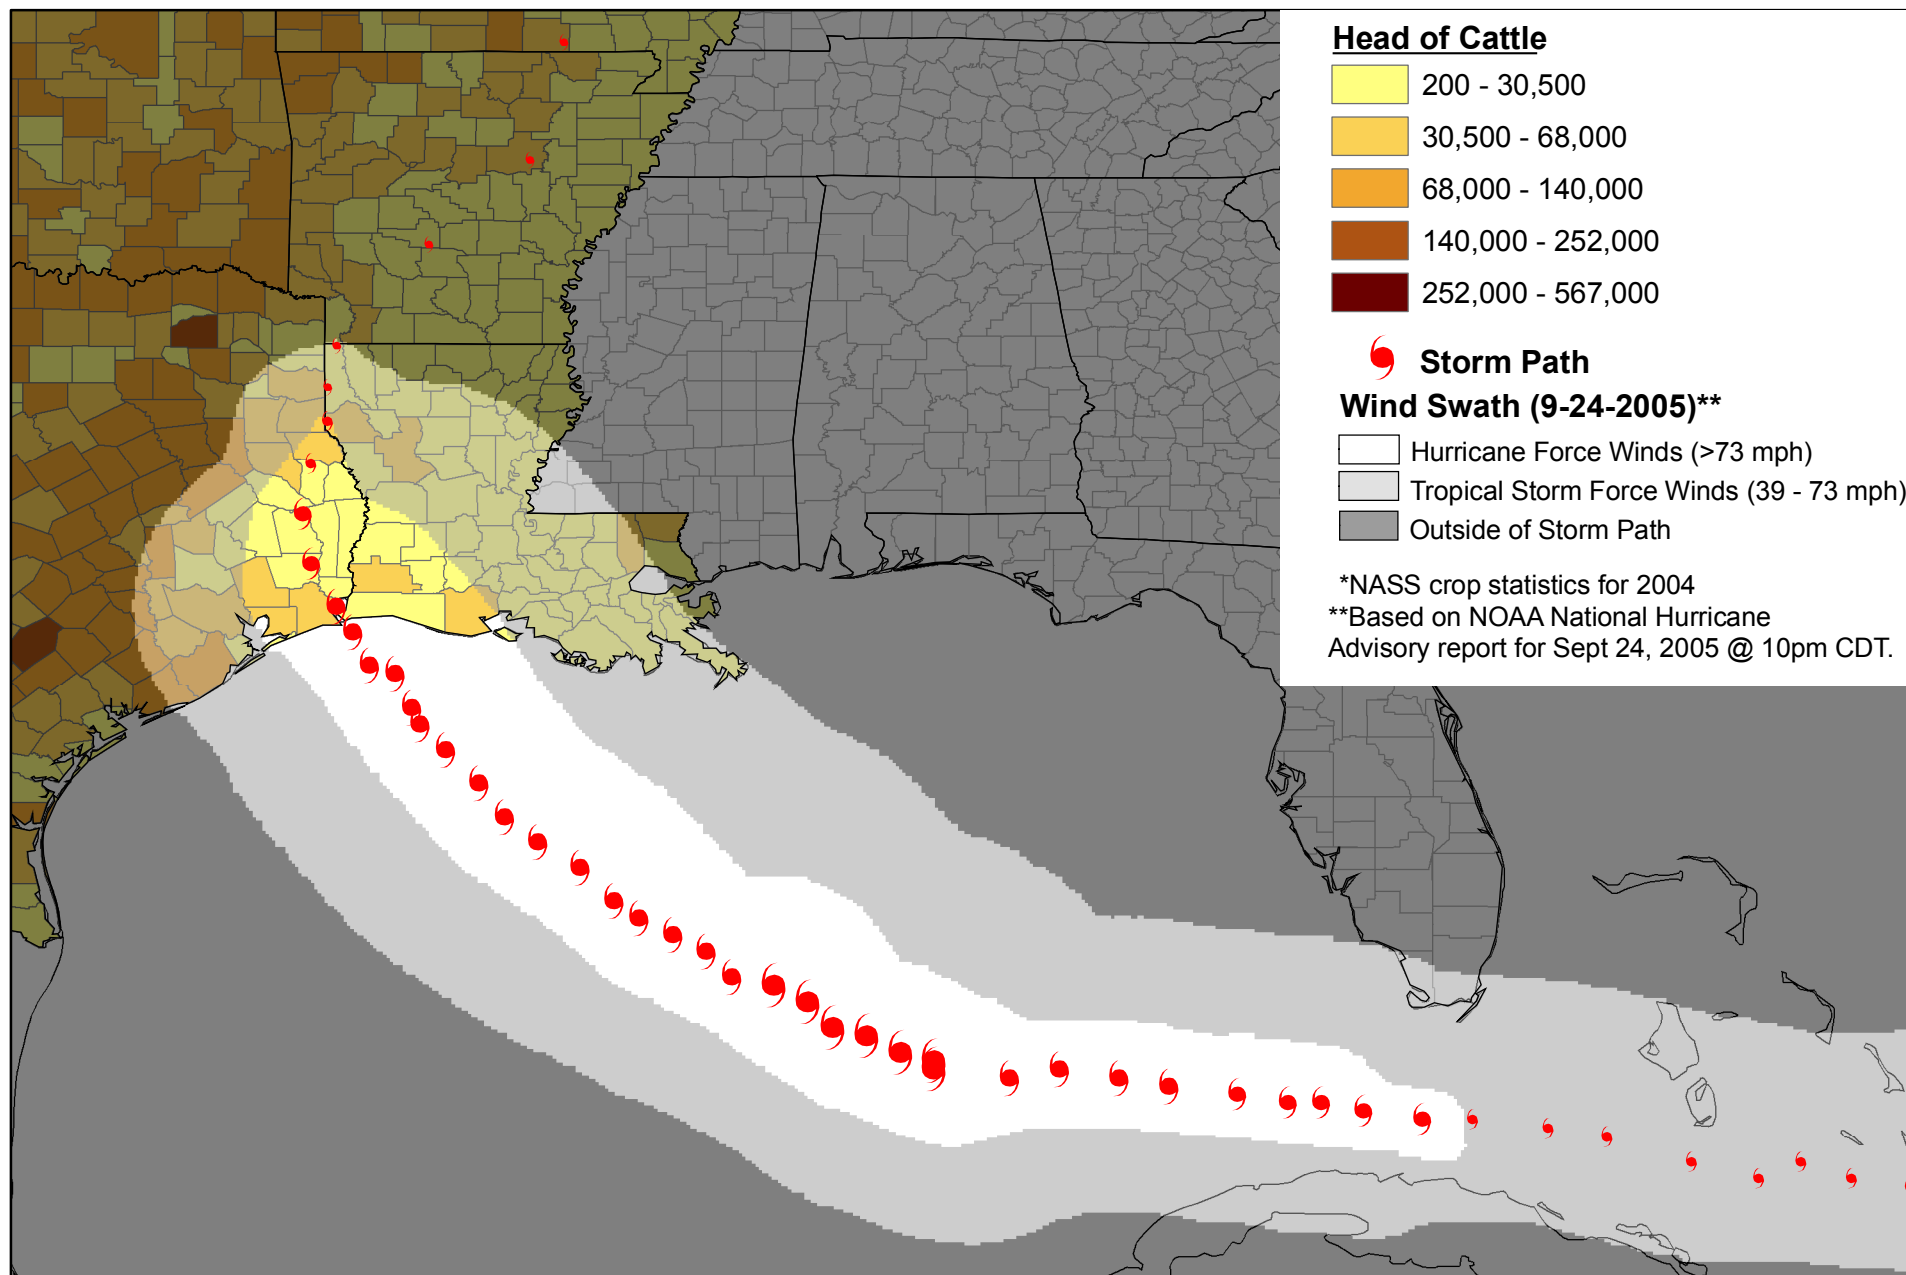 Head of Cattle
200 - 30,500
30,500 - 68,000
68,000 - 140,000
140,000 - 252,000
252,000 - 567,000
Storm Path
Wind Swath (9-24-2005)**
Hurricane Force Winds (>73 mph)
Tropical Storm Force Winds (39 - 73 mph)
Outside of Storm Path
*NASS crop statistics for 2004
**Based on NOAA National Hurricane
Advisory report for Sept 24, 2005 @ 10pm CDT.